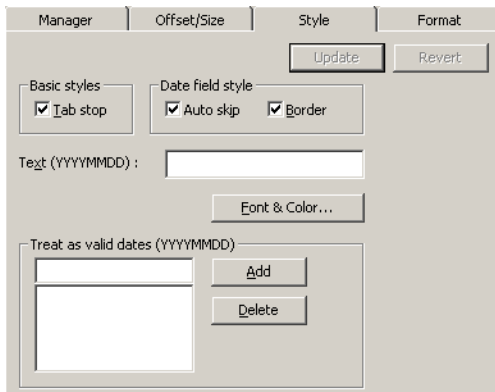 Manager Offset/Size Style Format
Update Revert
Basic styles Date field style
Tab stop Auto skip Border
Text (YYYYMMDD) :
Font & Color...
Treat as valid dates (YYYYMMDD)
Add
Delete